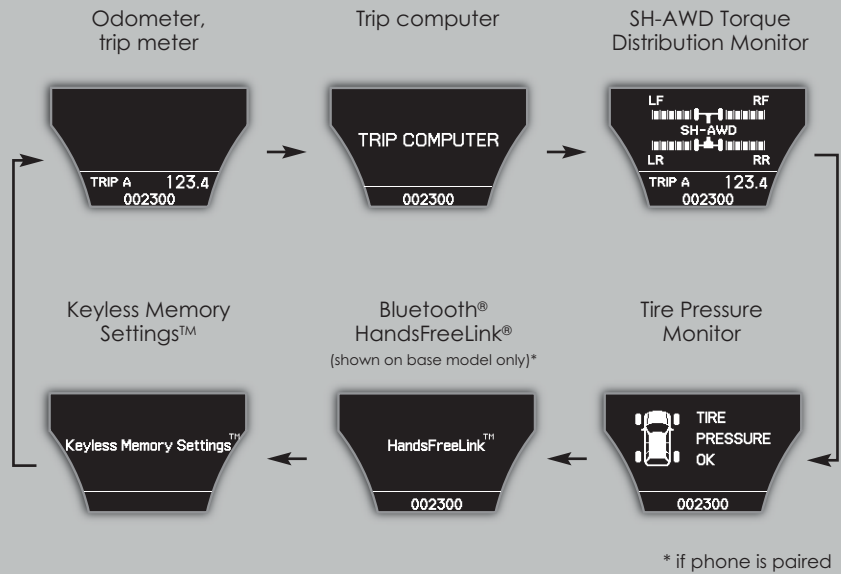 Odometer,
trip meter
Trip computer
SH-AWD Torque
Distribution Monitor
TRIP A 123.4
002300
TRIP COMPUTER
002300
LF RF
SH-AWD
LR RR
TRIP A 123.4
002300
Keyless Memory
Settings™
Bluetooth®
HandsFreeLink®
(shown on base model only)*
Tire Pressure
Monitor
Keyless Memory Settings™
HandsFreeLink™
002300
TIRE
PRESSURE
OK
002300
* if phone is paired